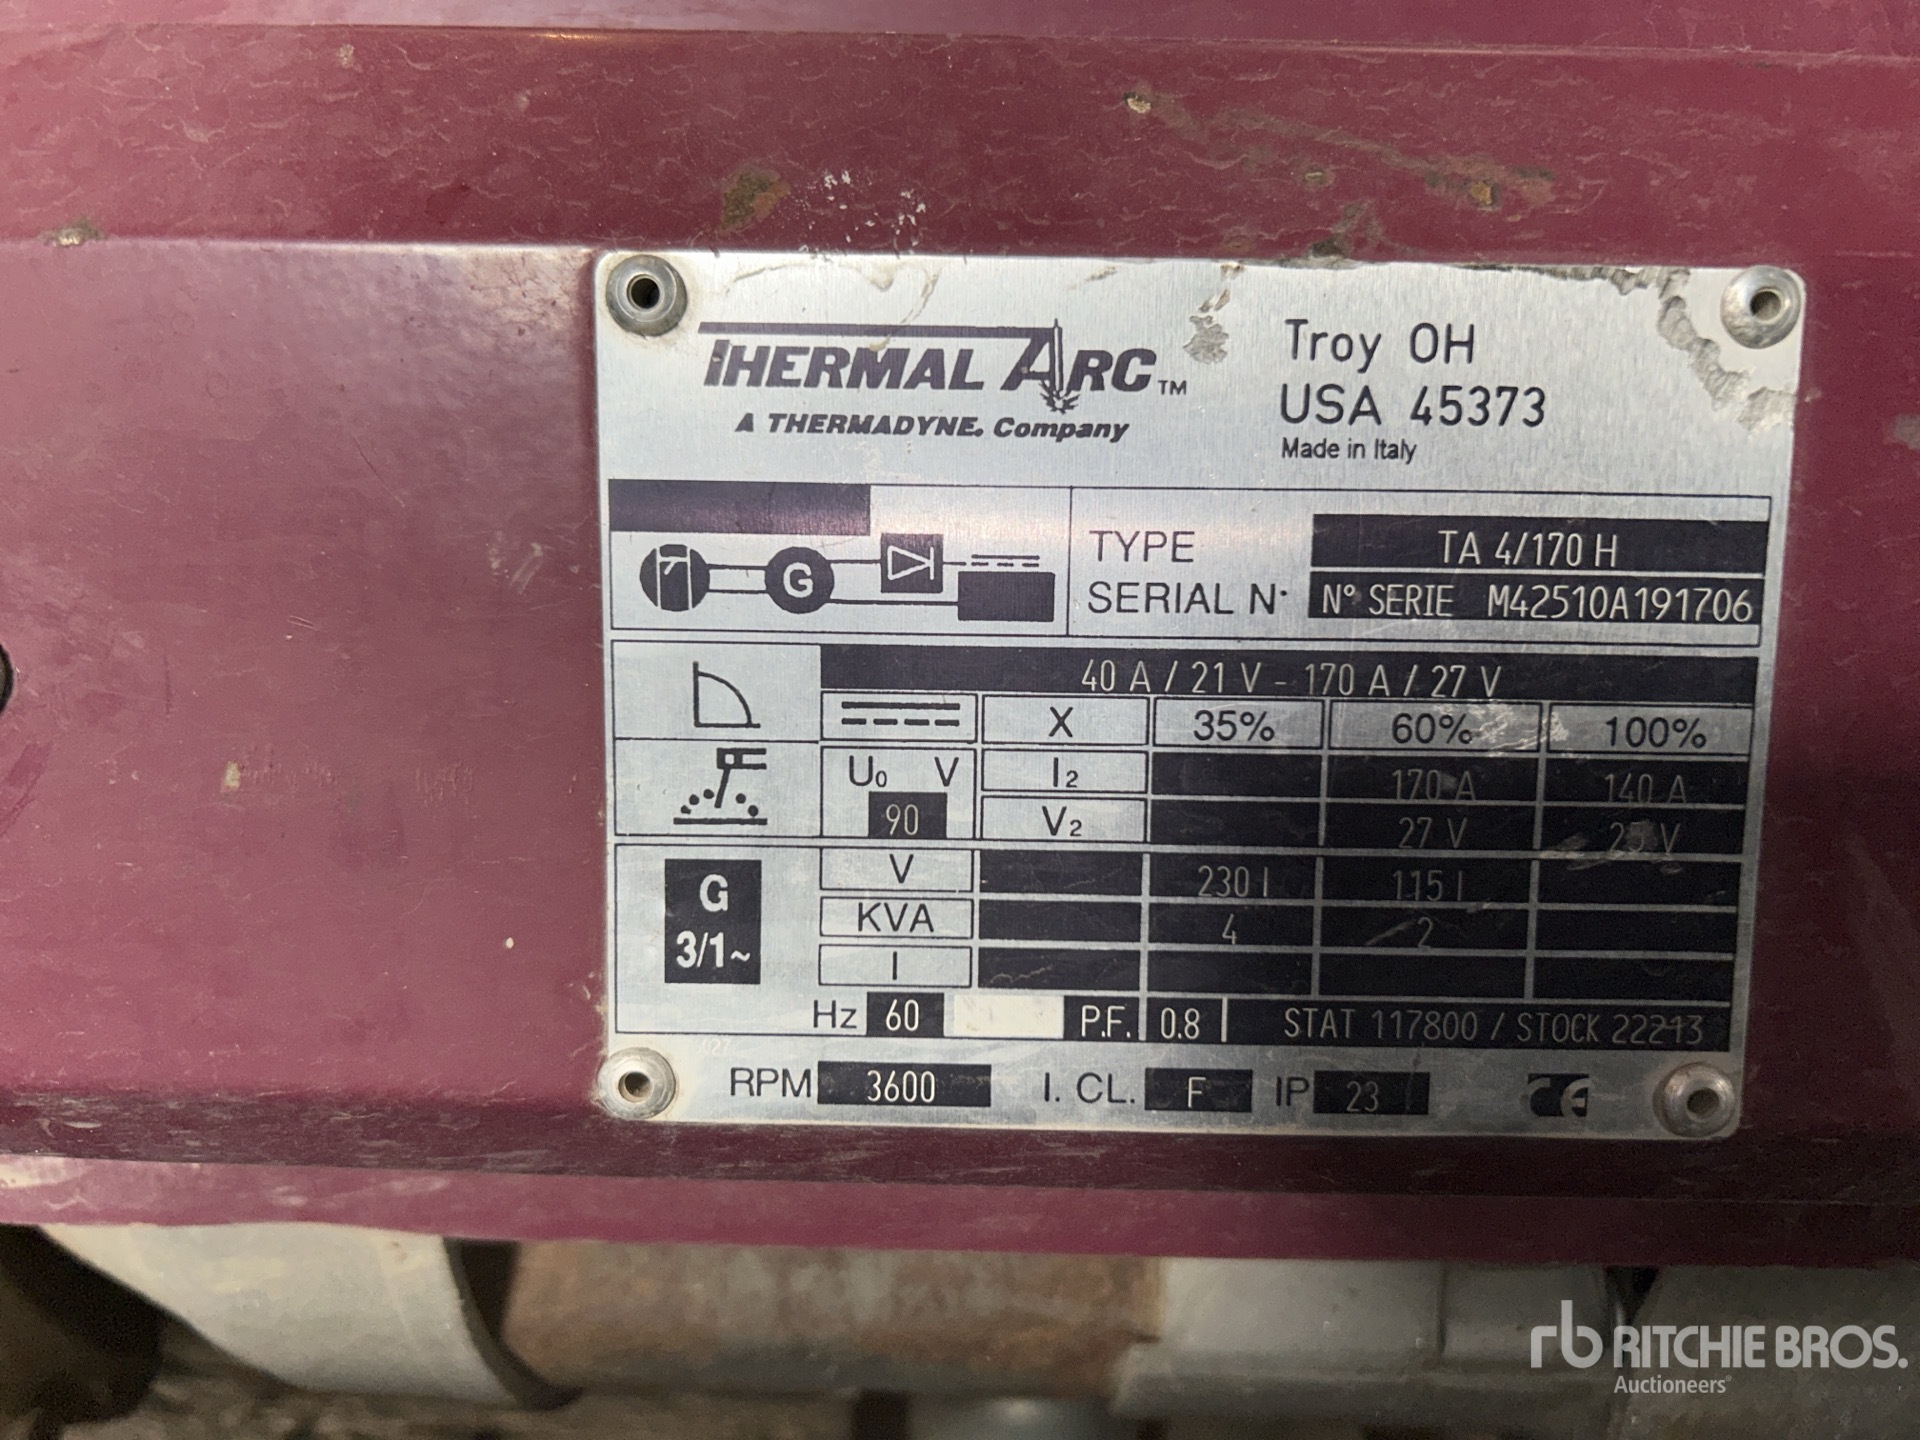 THERMAL ARC™
A THERMADYNE® Company
Troy OH
USA 45373
Made in Italy
G
TYPE TA 4/170 H
SERIAL N· N° SERIE M42510A191706
40 A / 21 V - 170 A / 27 V
X 35% 60% 100%
U₀ V I₂ 170 A 140 A
90 V₂ 27 V 25 V
G
3/1~
V 230 I 115 I
KVA 4 2
I
Hz 60 P.F. 0.8 STAT 117800 / STOCK 22213
RPM 3600 I. CL. F IP 23 CE
rb RITCHIE BROS.
Auctioneers